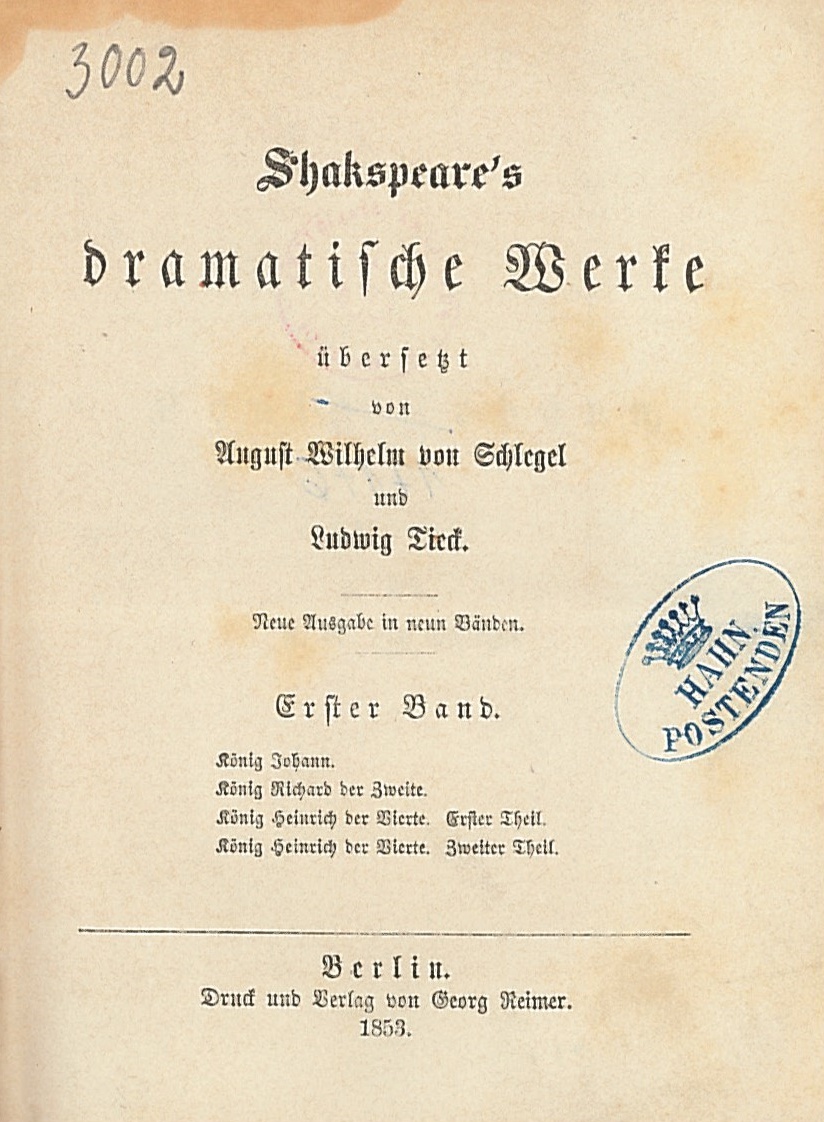 3002
Shakspeare's
dramatische Werke
übersetzt
von
August Wilhelm von Schlegel
und
Ludwig Tieck.
Neue Ausgabe in neun Bänden.
Erster Band.
König Johann.
König Richard der Zweite.
König Heinrich der Vierte. Erster Theil.
König Heinrich der Vierte. Zweiter Theil.
HAHN.
POSTENDEN
Berlin.
Druck und Verlag von Georg Reimer.
1853.